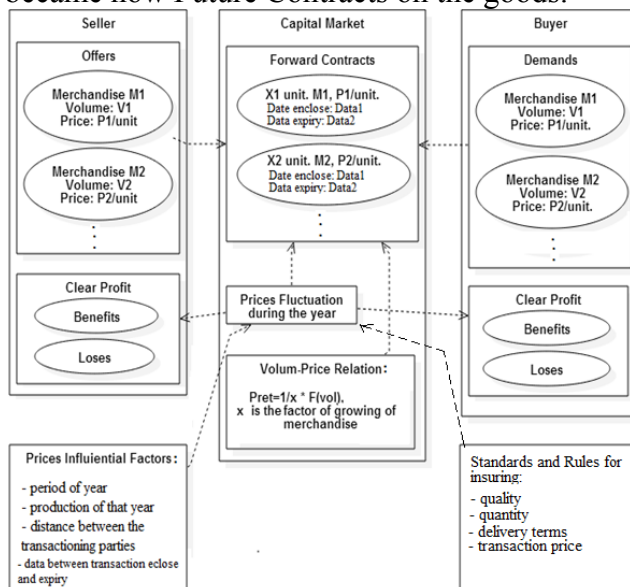 became now Future Contracts on the goods.
Seller
Offers
Merchandise M1
Volume: V1
Price: P1/unit
Merchandise M2
Volume: V2
Price: P2/unit
Clear Profit
Benefits
Loses
Prices Influiential Factors:
- period of year
- production of that year
- distance between the
transactioning parties
- data between transaction eclose
and expiry
Capital Market
Forward Contracts
X1 unit. M1, P1/unit.
Date enclose: Data1
Data expiry: Data2
X2 unit. M2, P2/unit.
Date enclose: Data1
Data expiry: Data2
Prices Fluctuation
during the year
Volum-Price Relation:
Pret=1/x * F(vol),
x is the factor of growing of
merchandise
Buyer
Demands
Merchandise M1
Volume: V1
Price: P1/unit.
Merchandise M2
Volume: V2
Price: P2/unit.
Clear Profit
Benefits
Loses
Standards and Rules for
insuring:
- quality
- quantity
- delivery terms
- transaction price